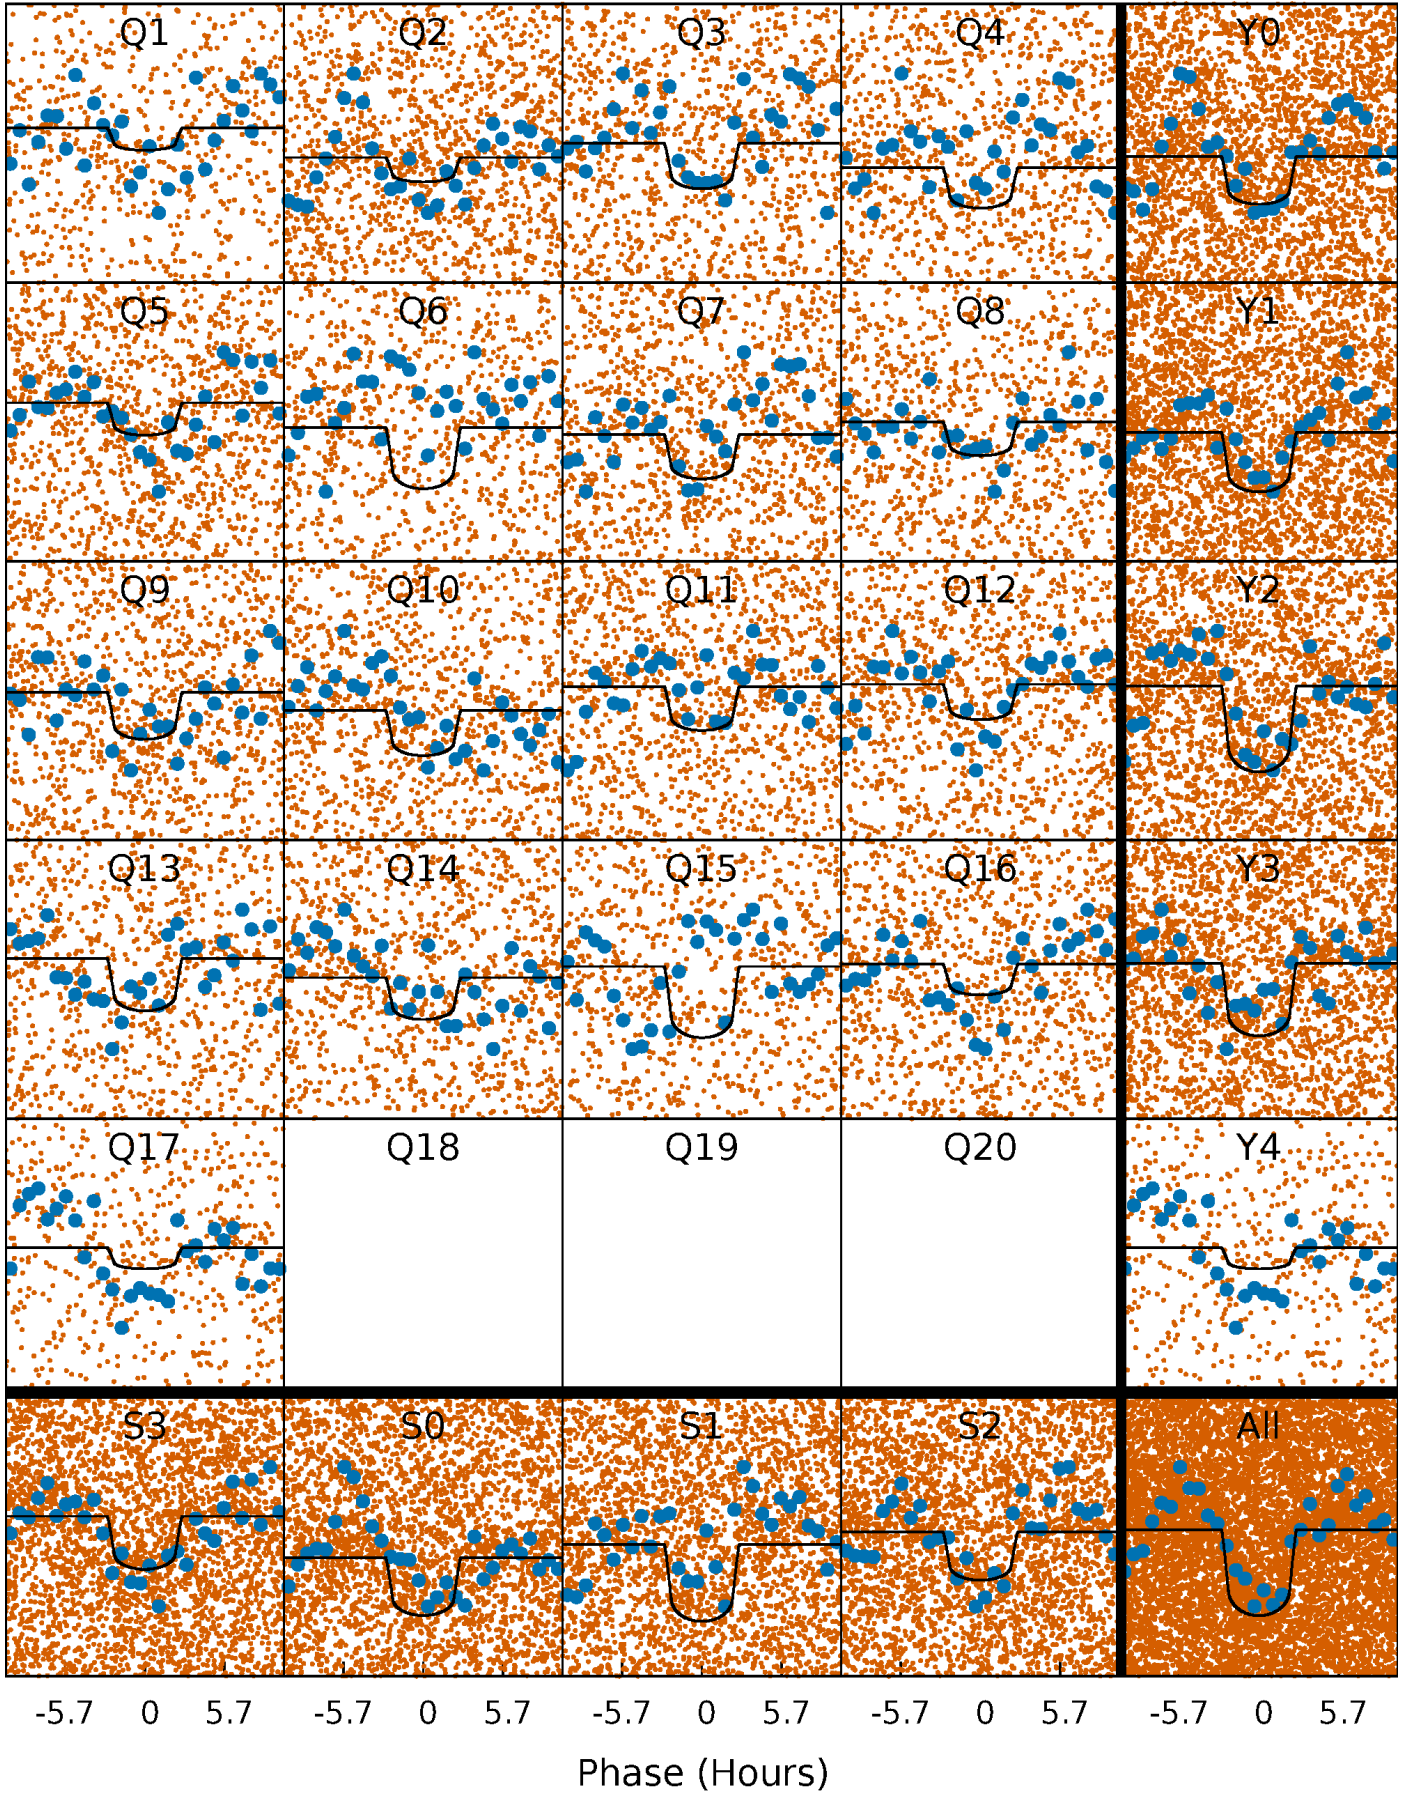 Q1 Q2 Q3 Q4 Y0
Q5 Q6 Q7 Q8 Y1
Q9 Q10 Q11 Q12 Y2
Q13 Q14 Q15 Q16 Y3
Q17 Q18 Q19 Q20 Y4
S3 S0 S1 S2 All
-5.7 0 5.7 -5.7 0 5.7 -5.7 0 5.7 -5.7 0 5.7 -5.7 0 5.7
Phase (Hours)